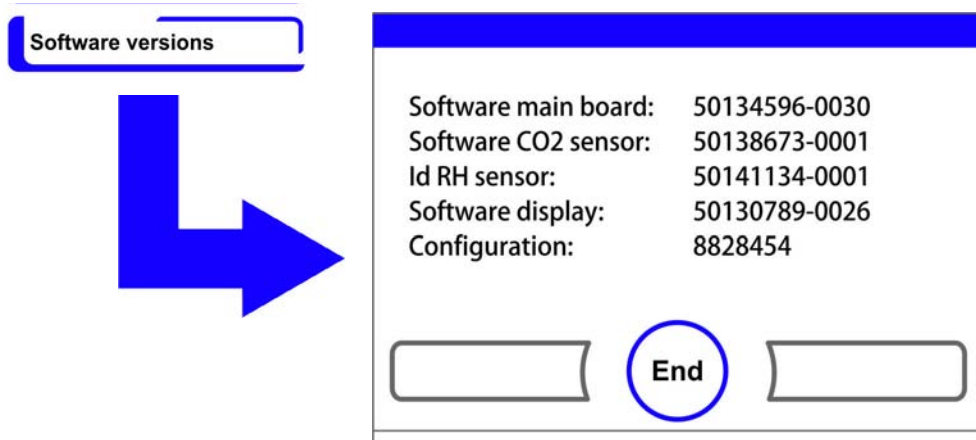 Software versions
Software main board: 50134596-0030
Software CO2 sensor: 50138673-0001
Id RH sensor: 50141134-0001
Software display: 50130789-0026
Configuration: 8828454
End